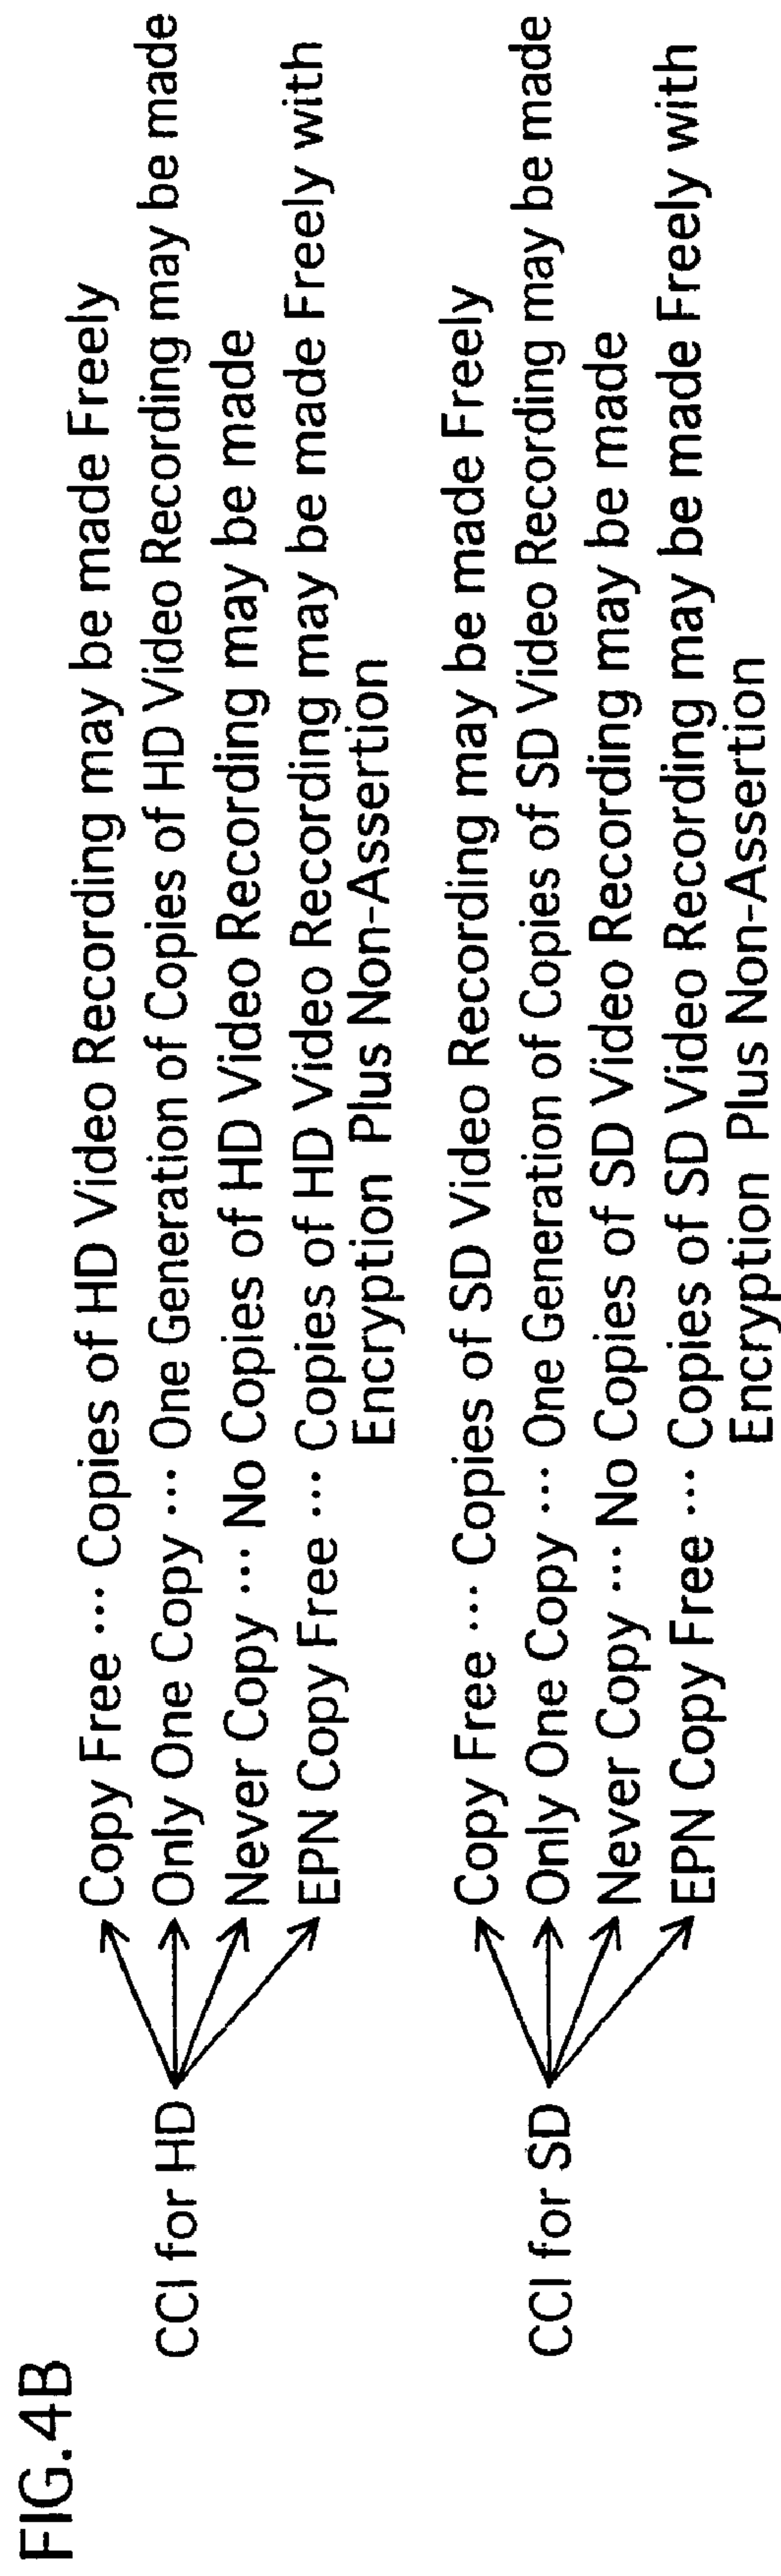 FIG.4B
CCI for HD
Copy Free ··· Copies of HD Video Recording may be made Freely
Only One Copy ··· One Generation of Copies of HD Video Recording may be made
Never Copy ··· No Copies of HD Video Recording may be made
EPN Copy Free ··· Copies of HD Video Recording may be made Freely with
Encryption Plus Non-Assertion
CCI for SD
Copy Free ··· Copies of SD Video Recording may be made Freely
Only One Copy ··· One Generation of Copies of SD Video Recording may be made
Never Copy ··· No Copies of SD Video Recording may be made
EPN Copy Free ··· Copies of SD Video Recording may be made Freely with
Encryption Plus Non-Assertion